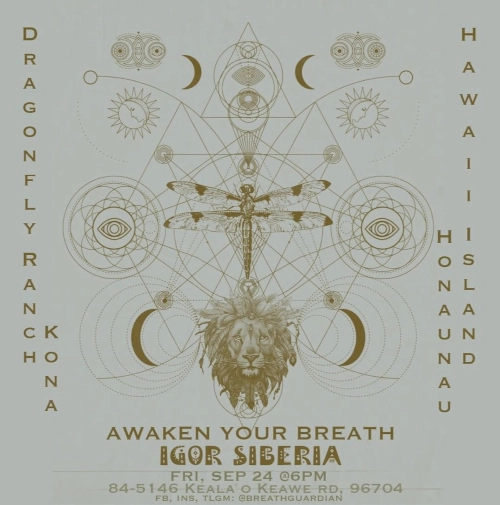 Dragonfly Ranch
Kona
Hawaii Island
Honaunau
AWAKEN YOUR BREATH
IGOR SIBERIA
FRI, SEP 24 @6PM
84-5146 Keala o Keawe rd, 96704
FB, INS, TLGM: @BREATHGUARDIAN